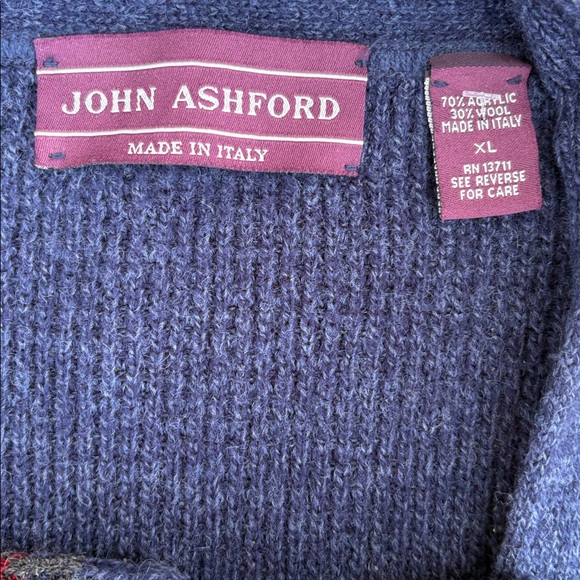 JOHN ASHFORD
MADE IN ITALY
70% ACRYLIC
30% WOOL
MADE IN ITALY
XL
RN 13711
SEE REVERSE
FOR CARE